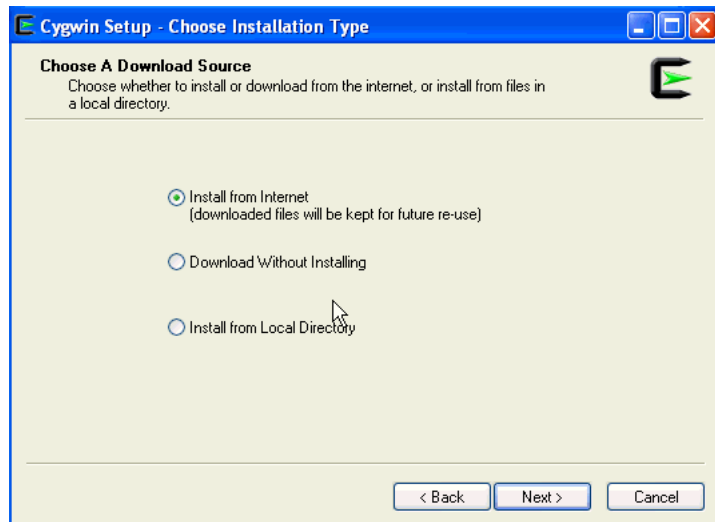 Cygwin Setup - Choose Installation Type
Choose A Download Source
Choose whether to install or download from the internet, or install from files in
a local directory.
Install from Internet
(downloaded files will be kept for future re-use)
Download Without Installing
Install from Local Directory
< Back
Next >
Cancel